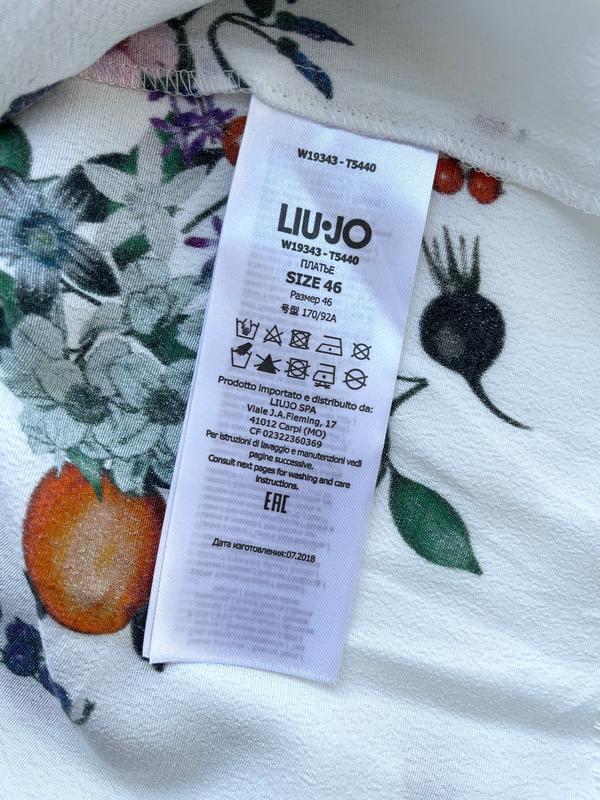 W19343 - T5440
LIU·JO
W19343 - T5440
ПЛАТЬЕ
SIZE 46
Размер 46
号型 170/92A
Prodotto importato e distribuito da:
LIUJO SPA
Viale J.A.Fleming, 17
41012 Carpi (MO)
CF 02322360369
Per istruzioni di lavaggio e manutenzioni vedi
pagine successive.
Consult next pages for washing and care
instructions.
EAC
Дата изготовления:07.2018